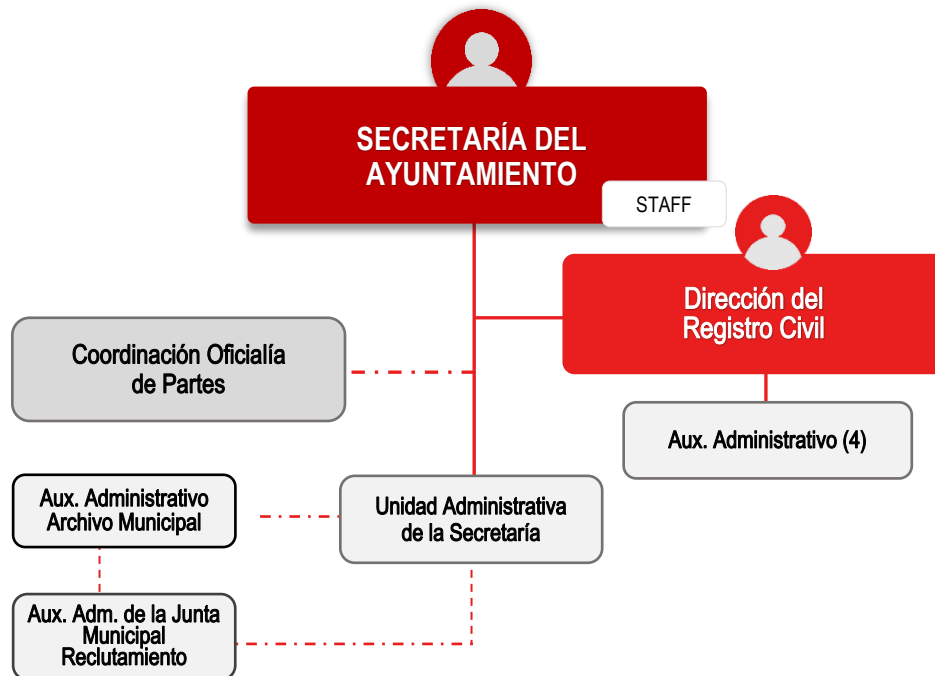 SECRETARÍA DEL
AYUNTAMIENTO
STAFF
Dirección del
Registro Civil
Coordinación Oficialía
de Partes
Aux. Administrativo (4)
Aux. Administrativo
Archivo Municipal
Unidad Administrativa
de la Secretaría
Aux. Adm. de la Junta
Municipal
Reclutamiento